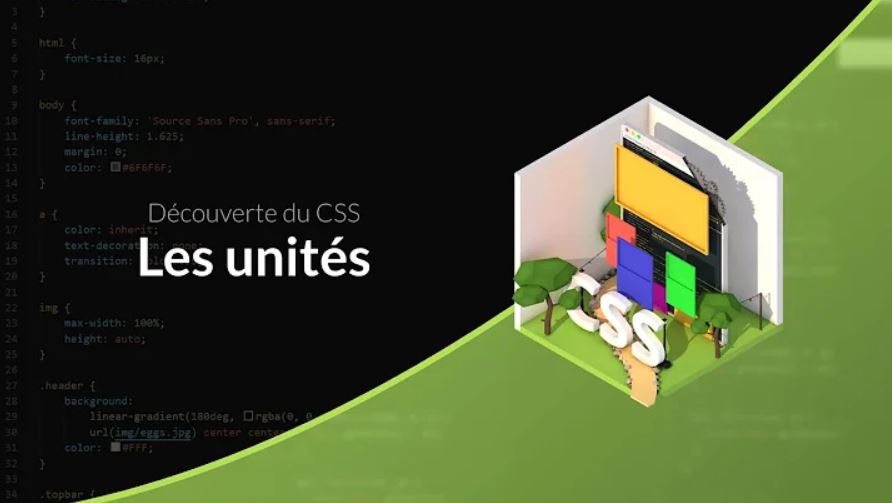 3 }
4
5 html {
6 font-size: 16px;
7 }
8
9 body {
10 font-family: 'Source Sans Pro', sans-serif;
11 line-height: 1.625;
12 margin: 0;
13 color: #6F6F6F;
14 }
15
16 a {
17 color: inherit;
18 text-decoration: none;
19 transition:
20 }
21
22 img {
23 max-width: 100%;
24 height: auto;
25 }
26
27 .header {
28 background:
29 linear-gradient(180deg, rgba(0, 0
30 url(img/eggs.jpg) center cente
31 color: #FFF;
32 }
33
34 .topbar {
Découverte du CSS
Les unités
CSS